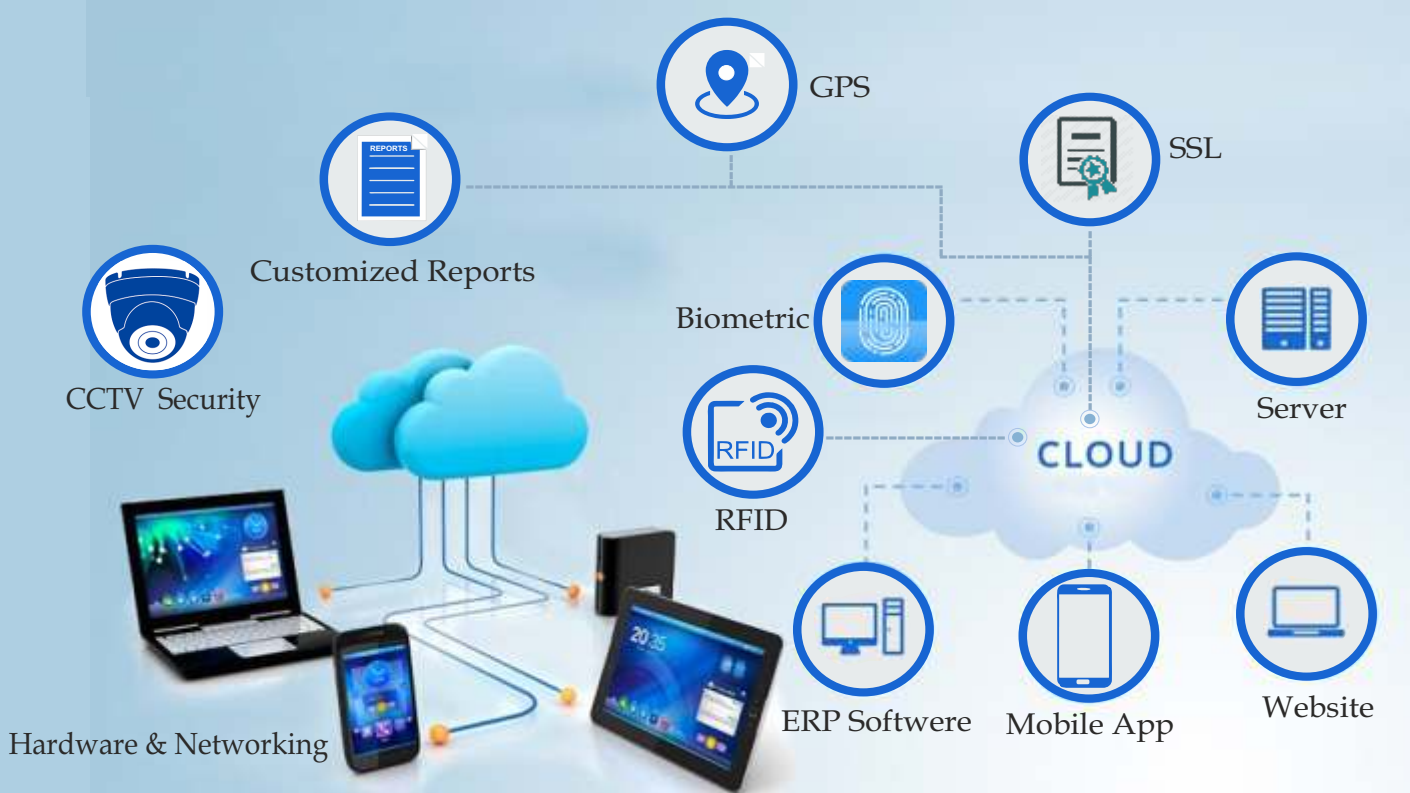 GPS
SSL
REPORTS
Customized Reports
Biometric
CCTV Security
Server
RFID
CLOUD
RFID
20:35
ERP Softwere
Mobile App
Website
Hardware & Networking